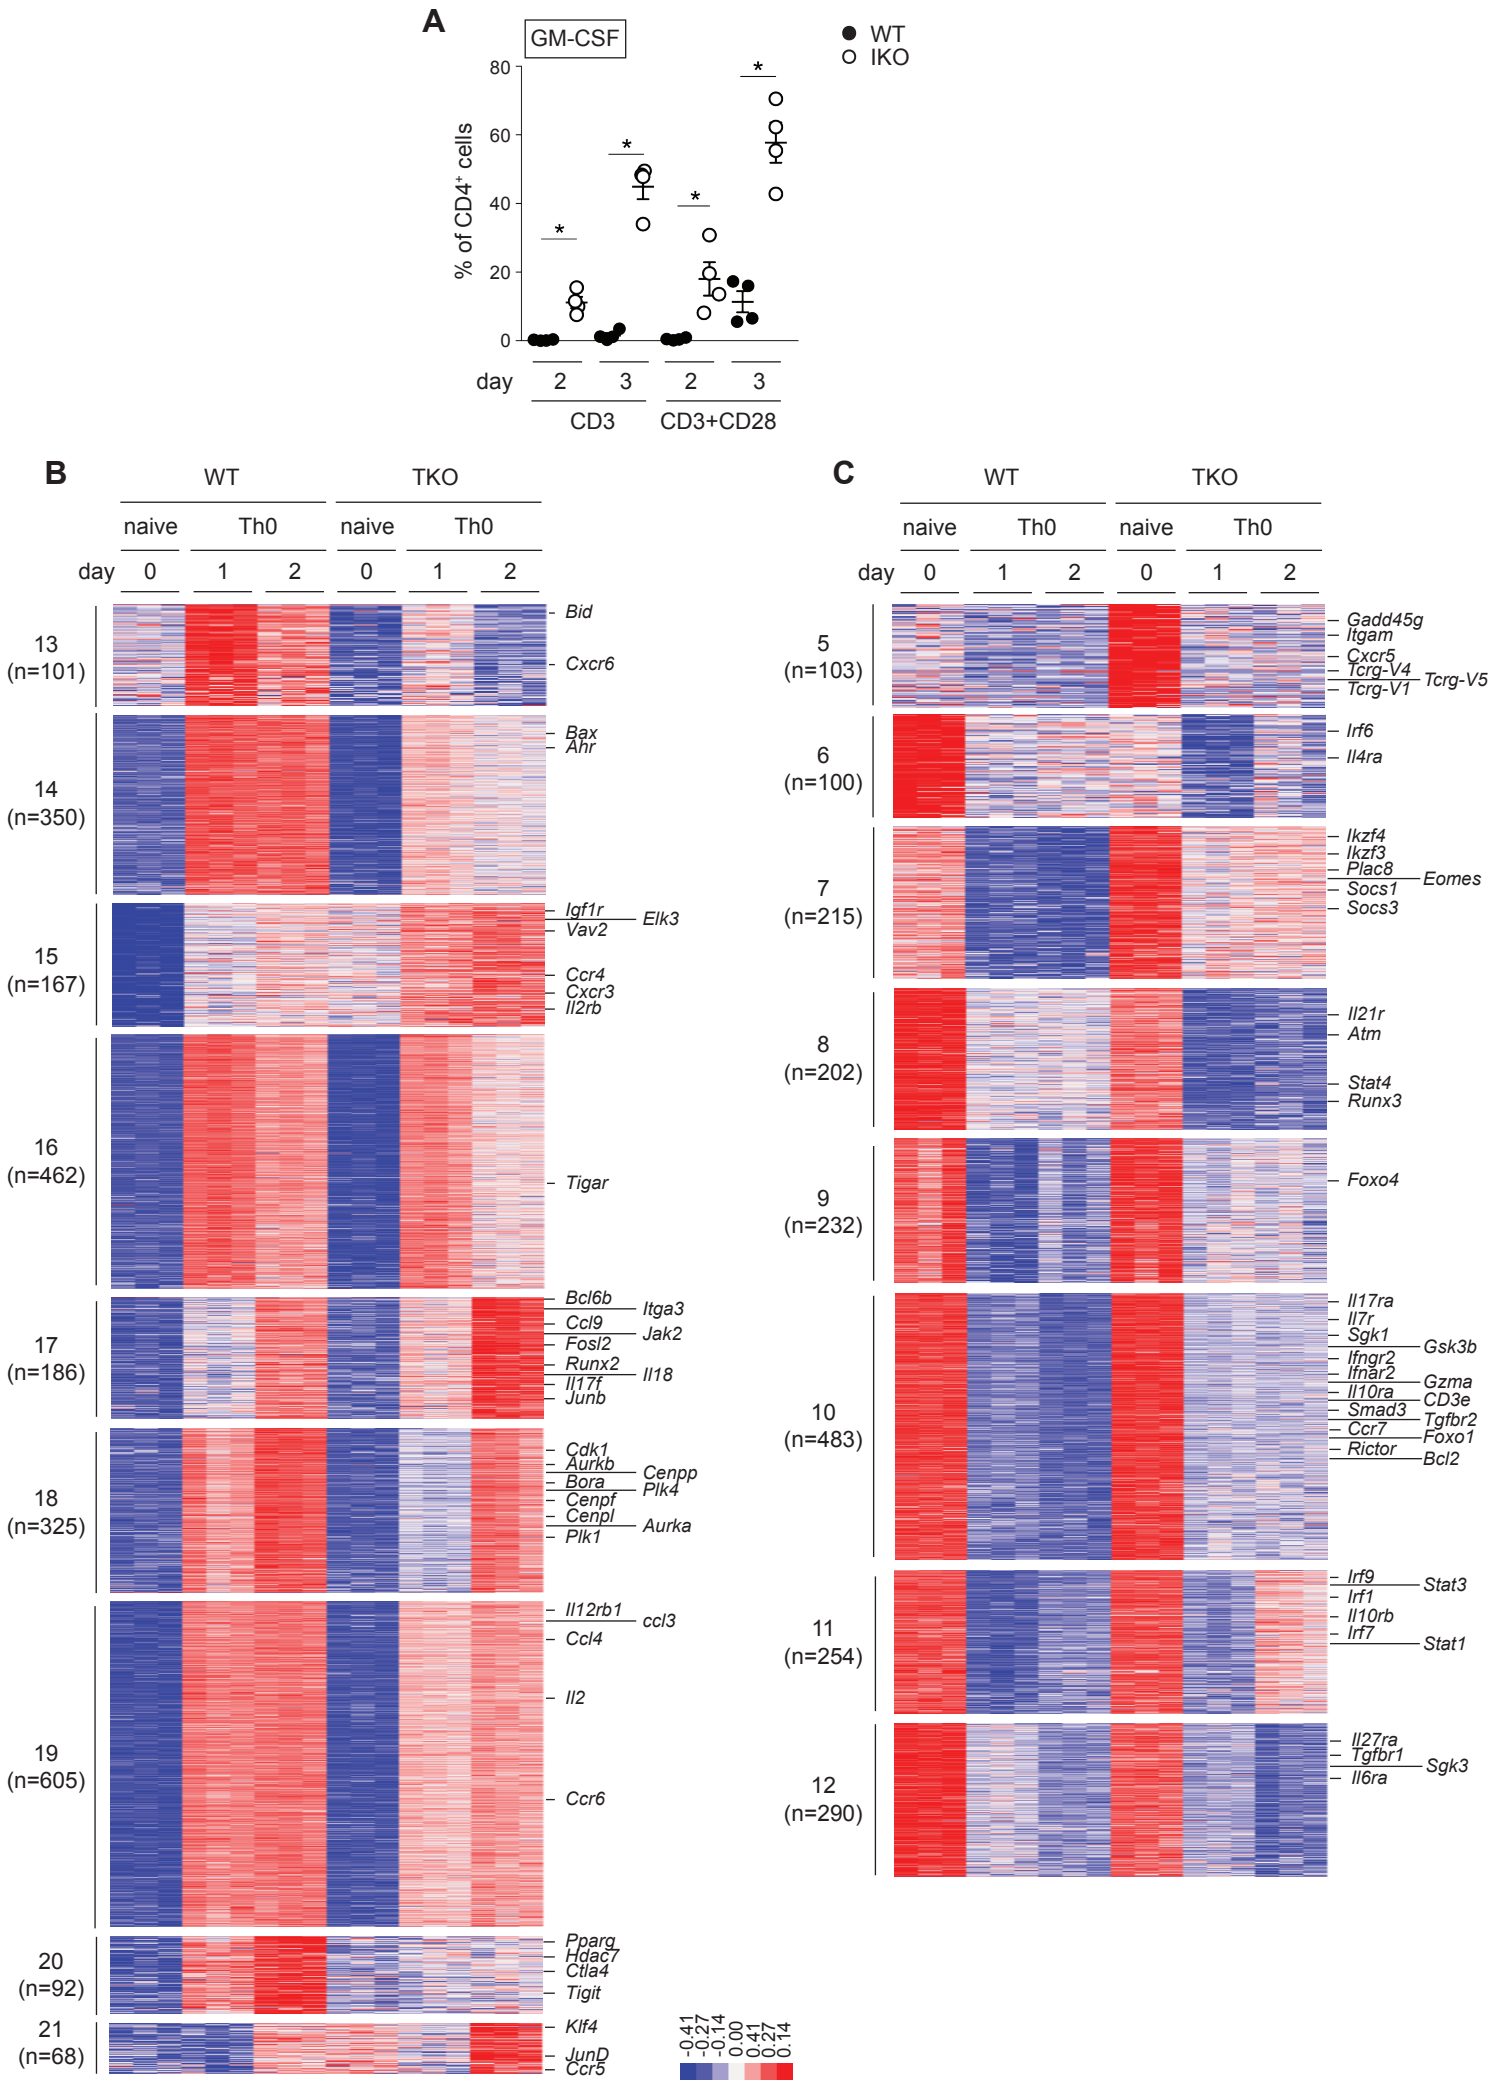 A
GM-CSF
WT
IKO
% of CD4+ cells
80
60
40
20
0
*
*
*
*
day 2 3 2 3
CD3 CD3+CD28
B
WT TKO
naive Th0 naive Th0
day 0 1 2 0 1 2
13
(n=101)
Bid
Cxcr6
14
(n=350)
Bax
Ahr
15
(n=167)
Igf1r
Elk3
Vav2
Ccr4
Cxcr3
Il2rb
16
(n=462)
Tigar
17
(n=186)
Bcl6b
Itga3
Ccl9
Jak2
Fosl2
Runx2
Il18
Il17f
Junb
18
(n=325)
Cdk1
Aurkb
Cenpp
Bora
Plk4
Cenpf
Cenpl
Aurka
Plk1
19
(n=605)
Il12rb1
ccl3
Ccl4
Il2
Ccr6
20
(n=92)
Pparg
Hdac7
Ctla4
Tigit
21
(n=68)
Klf4
JunD
Ccr5
-0.41
-0.27
-0.14
0.00
0.41
0.27
0.14
C
WT TKO
naive Th0 naive Th0
day 0 1 2 0 1 2
5
(n=103)
Gadd45g
Itgam
Cxcr5
Tcrg-V4
Tcrg-V5
Tcrg-V1
6
(n=100)
Irf6
Il4ra
7
(n=215)
Ikzf4
Ikzf3
Plac8
Eomes
Socs1
Socs3
8
(n=202)
Il21r
Atm
Stat4
Runx3
9
(n=232)
Foxo4
10
(n=483)
Il17ra
Il7r
Sgk1
Gsk3b
Ifngr2
Ifnar2
Gzma
Il10ra
CD3e
Smad3
Tgfbr2
Ccr7
Foxo1
Rictor
Bcl2
11
(n=254)
Irf9
Stat3
Irf1
Il10rb
Irf7
Stat1
12
(n=290)
Il27ra
Tgfbr1
Sgk3
Il6ra